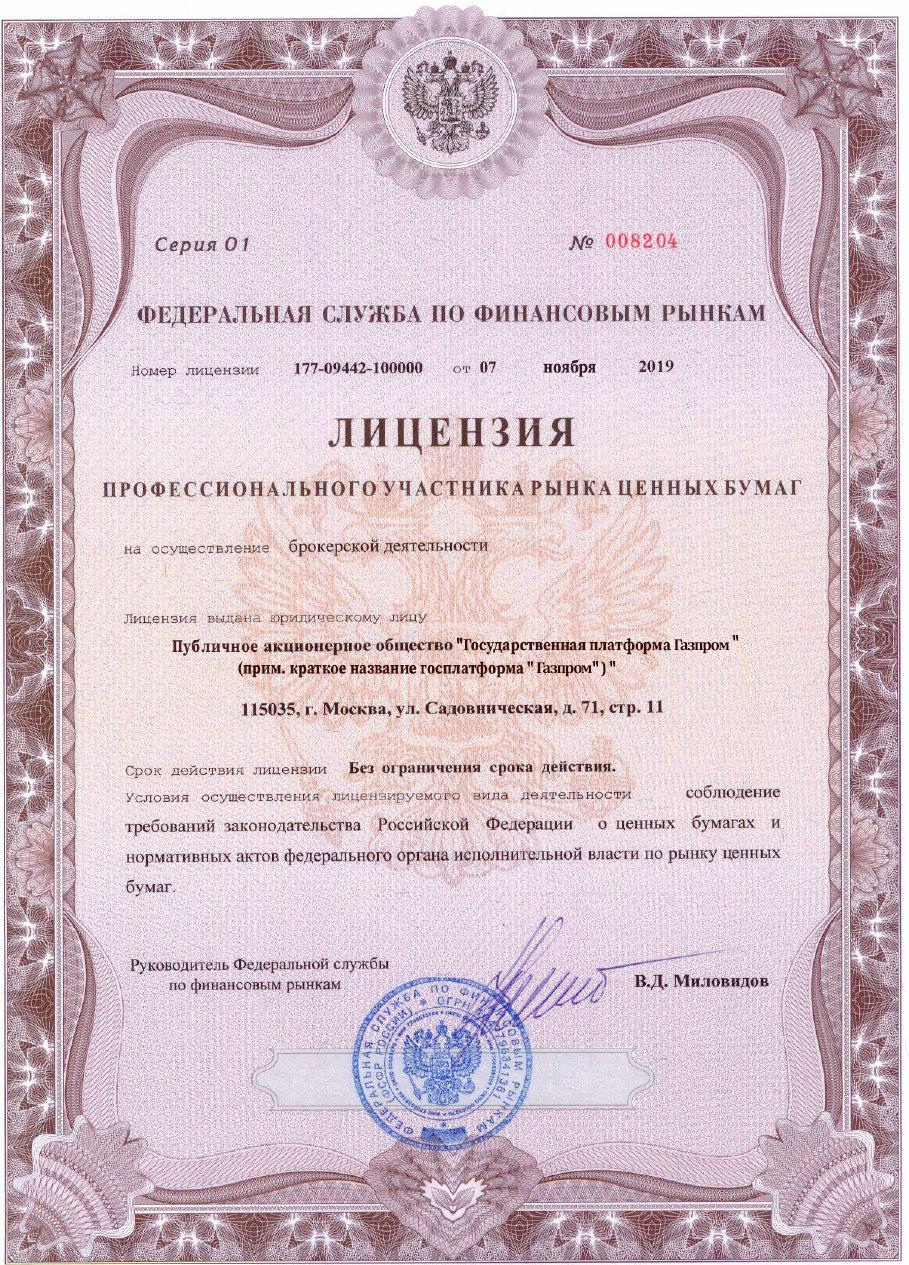 Серия 01 № 008204
ФЕДЕРАЛЬНАЯ СЛУЖБА ПО ФИНАНСОВЫМ РЫНКАМ
Номер лицензии 177-09442-100000 от 07 ноября 2019
ЛИЦЕНЗИЯ
ПРОФЕССИОНАЛЬНОГО УЧАСТНИКА РЫНКА ЦЕННЫХ БУМАГ
на осуществление брокерской деятельности
Лицензия выдана юридическому лицу
Публичное акционерное общество "Государственная платформа Газпром"
(прим. краткое название госплатформа "Газпром")"
115035, г. Москва, ул. Садовническая, д. 71, стр. 11
Срок действия лицензии Без ограничения срока действия.
Условия осуществления лицензируемого вида деятельности соблюдение
требований законодательства Российской Федерации о ценных бумагах и
нормативных актов федерального органа исполнительной власти по рынку ценных
бумаг.
Руководитель Федеральной службы
по финансовым рынкам
В.Д. Миловидов
ФЕДЕРАЛЬНАЯ СЛУЖБА ПО ФИНАНСОВЫМ РЫНКАМ
(ФСФР РОССИИ)